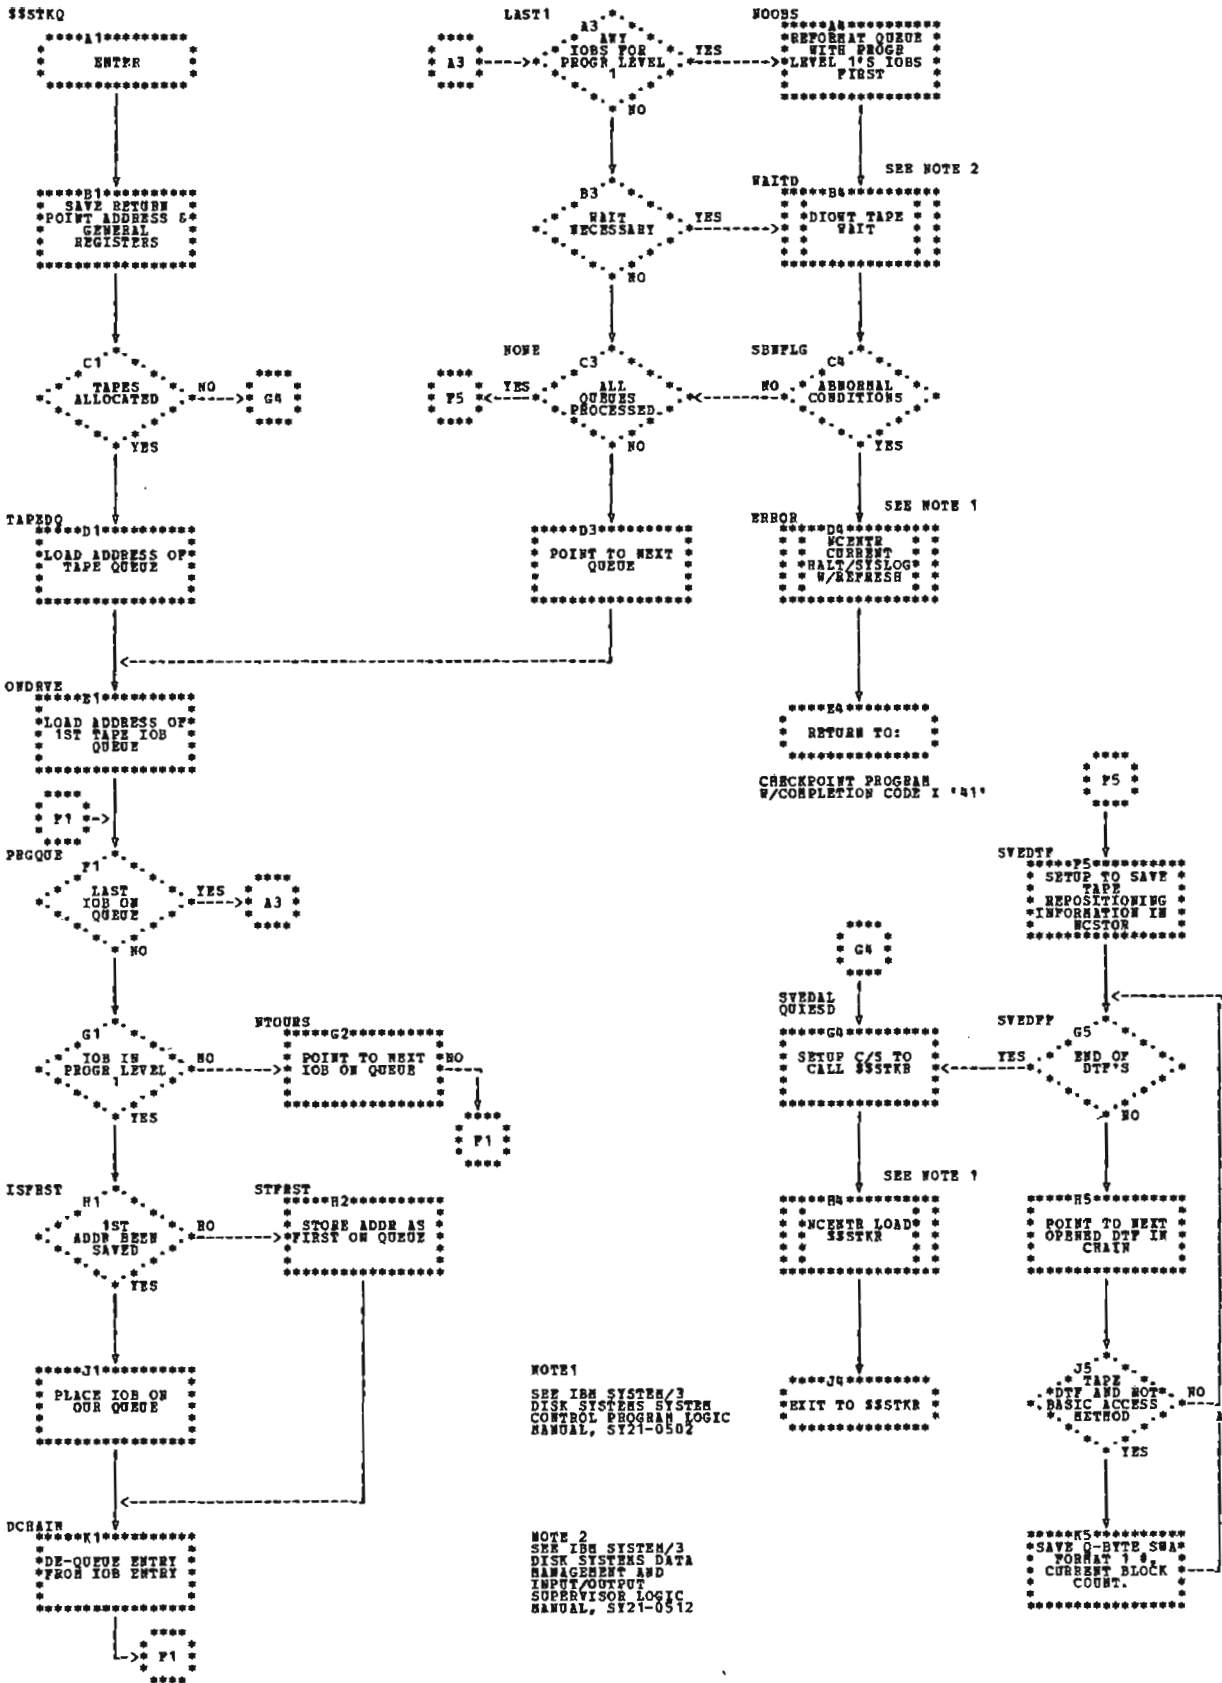 $$STKQ
A1
ENTER
B1
SAVE RETURN
POINT ADDRESS &
GENERAL
REGISTERS
C1
TAPES
ALLOCATED
NO
G4
YES
TAPEDQ
D1
LOAD ADDRESS OF
TAPE QUEUE
ONDRVE
E1
LOAD ADDRESS OF
1ST TAPE IOB
QUEUE
F1
PRGQUE
F1
LAST
IOB ON
QUEUE
YES
A3
NO
G1
IOB IN
PROGR LEVEL
1
NO
YES
NTOURS
G2
POINT TO NEXT
IOB ON QUEUE
NO
F1
ISFRST
H1
1ST
ADDR BEEN
SAVED
NO
YES
STFRST
H2
STORE ADDR AS
FIRST ON QUEUE
J1
PLACE IOB ON
OUR QUEUE
DCHAIN
K1
DE-QUEUE ENTRY
FROM IOB ENTRY
F1
LAST1
A3
A3
ANY
IOBS FOR
PROGR LEVEL
1
YES
NO
B3
WAIT
NECESSARY
YES
NO
NONE
C3
ALL
QUEUES
PROCESSED
YES
F5
NO
D3
POINT TO NEXT
QUEUE
NOOBS
A4
REFORMAT QUEUE
WITH PROGR
LEVEL 1'S IOBS
FIRST
SEE NOTE 2
WAITD
B4
DIOWT TAPE
WAIT
SBNFLG
C4
ABNORMAL
CONDITIONS
NO
YES
SEE NOTE 1
ERROR
D4
NCENTR
CURRENT
HALT/SYSLOG
W/REFRESH
E4
RETURN TO:
CHECKPOINT PROGRAM
W/COMPLETION CODE X '41'
G4
SVEDAL
QUIESD
G4
SETUP C/S TO
CALL $$STKR
SEE NOTE 1
H4
NCENTR LOAD
$$STKR
J4
EXIT TO $$STKR
F5
SVEDTF
F5
SETUP TO SAVE
TAPE
REPOSITIONING
INFORMATION IN
NCSTOR
SVEDFF
G5
END OF
DTF'S
YES
NO
H5
POINT TO NEXT
OPENED DTF IN
CHAIN
J5
TAPE
DTF AND NOT
BASIC ACCESS
METHOD
NO
YES
K5
SAVE Q-BYTE SWA
FORMAT 1 #,
CURRENT BLOCK
COUNT.
NOTE1
SEE IBM SYSTEM/3
DISK SYSTEMS SYSTEM
CONTROL PROGRAM LOGIC
MANUAL, SY21-0502
NOTE 2
SEE IBM SYSTEM/3
DISK SYSTEMS DATA
MANAGEMENT AND
INPUT/OUTPUT
SUPERVISOR LOGIC
MANUAL, SY21-0512